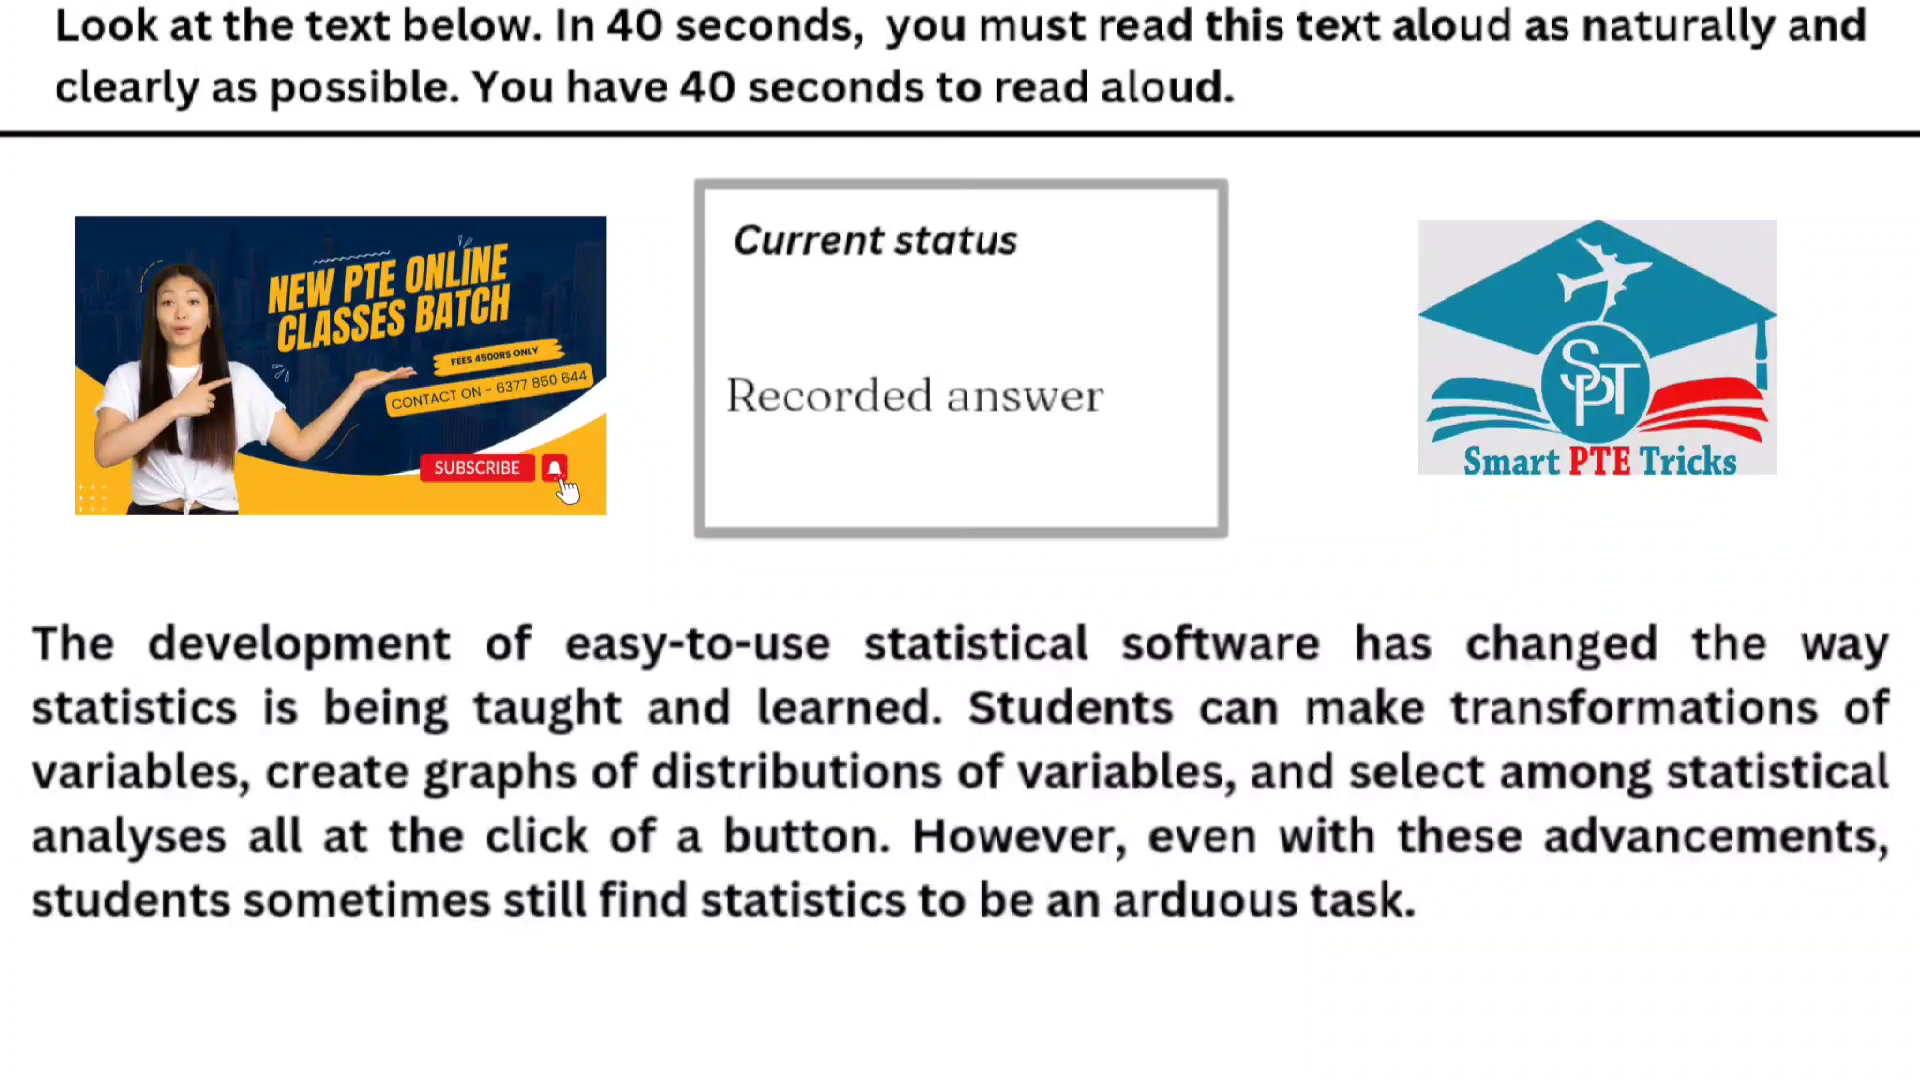 Look at the text below. In 40 seconds, you must read this text aloud as naturally and
clearly as possible. You have 40 seconds to read aloud.
NEW PTE ONLINE
CLASSES BATCH
FEES 4500RS ONLY
CONTACT ON - 6377 850 644
SUBSCRIBE
Current status
Recorded answer
SPT
Smart PTE Tricks
The development of easy-to-use statistical software has changed the way
statistics is being taught and learned. Students can make transformations of
variables, create graphs of distributions of variables, and select among statistical
analyses all at the click of a button. However, even with these advancements,
students sometimes still find statistics to be an arduous task.